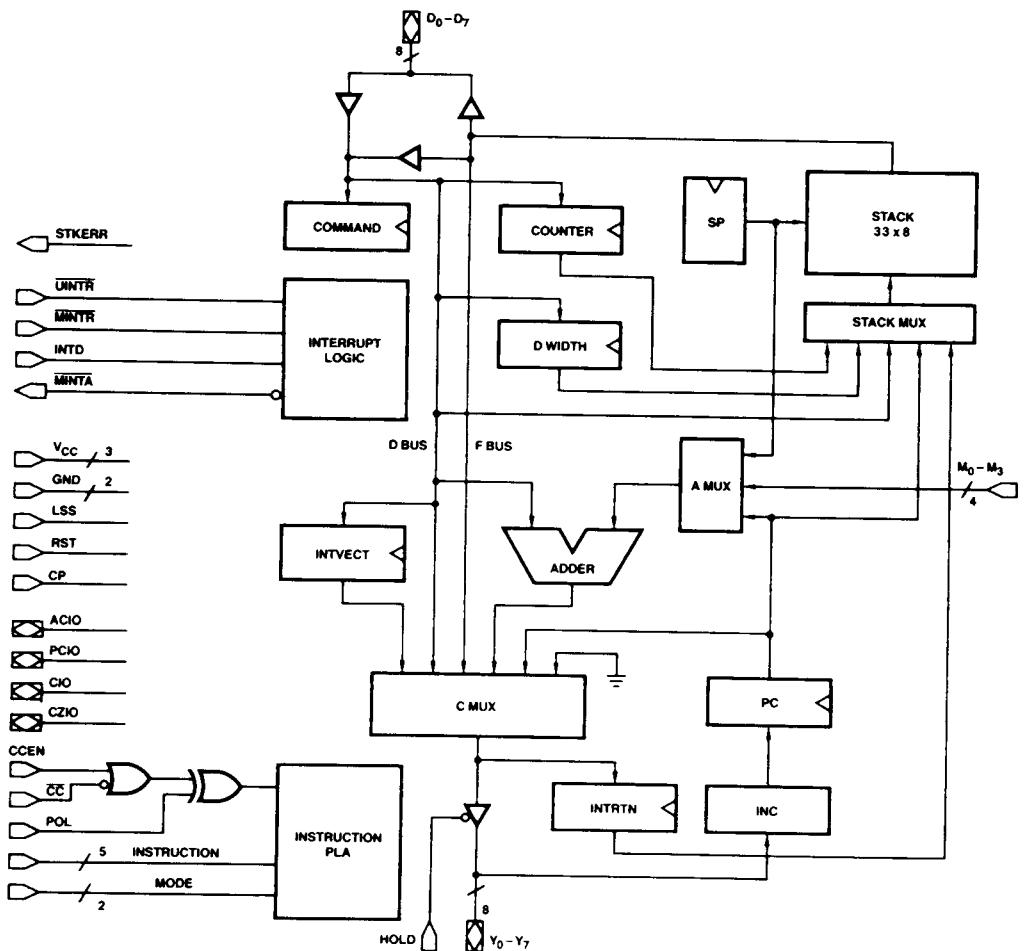 D0–D7
8
COMMAND
COUNTER
SP
STACK
33 x 8
STKERR
UINTR
MINTR
INTD
MINTA
INTERRUPT
LOGIC
D WIDTH
STACK MUX
D BUS
F BUS
VCC
3
GND
2
LSS
RST
CP
A MUX
M0–M3
4
INTVECT
ADDER
ACIO
PCIO
CIO
CZIO
C MUX
PC
CCEN
CC
POL
INSTRUCTION
5
MODE
2
INSTRUCTION
PLA
INTRTN
INC
HOLD
8
Y0–Y7